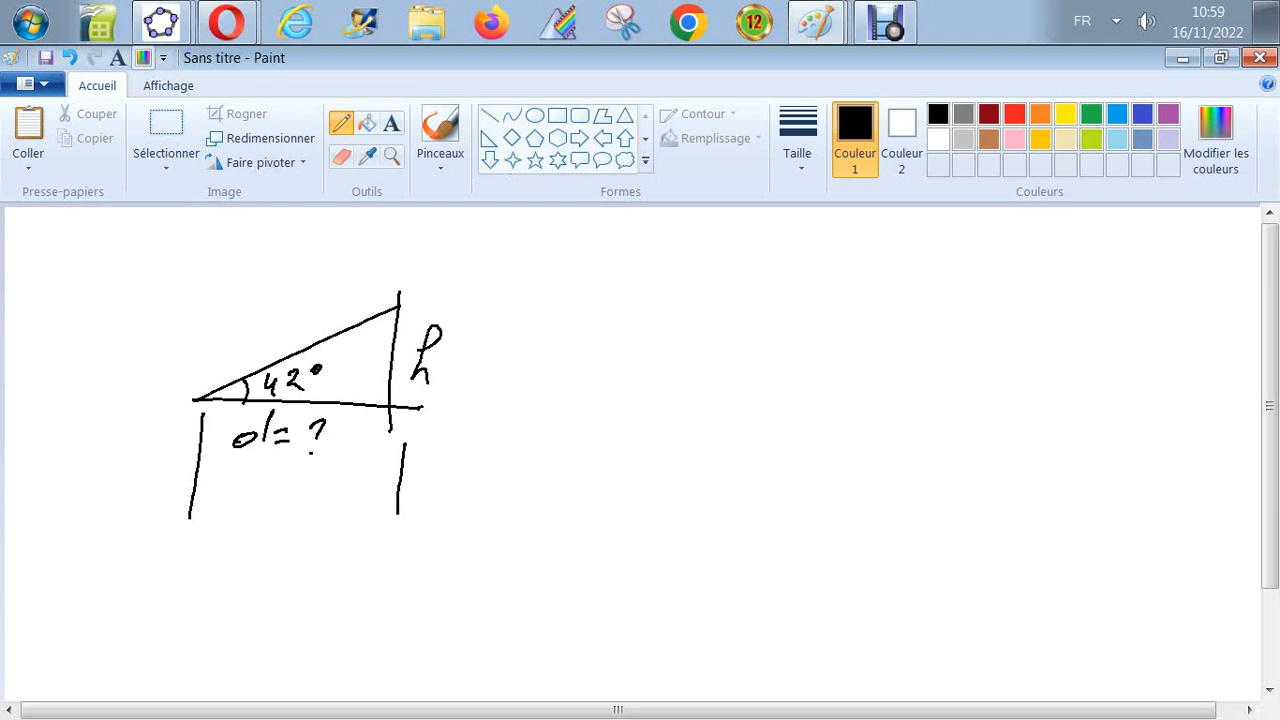 12
FR
10:59
16/11/2022
Sans titre - Paint
Accueil
Affichage
Coller
Couper
Copier
Presse-papiers
Sélectionner
Rogner
Redimensionner
Faire pivoter
Image
A
Outils
Pinceaux
Contour
Remplissage
Formes
Taille
Couleur
1
Couleur
2
Modifier les
couleurs
Couleurs
h
42°
d = ?